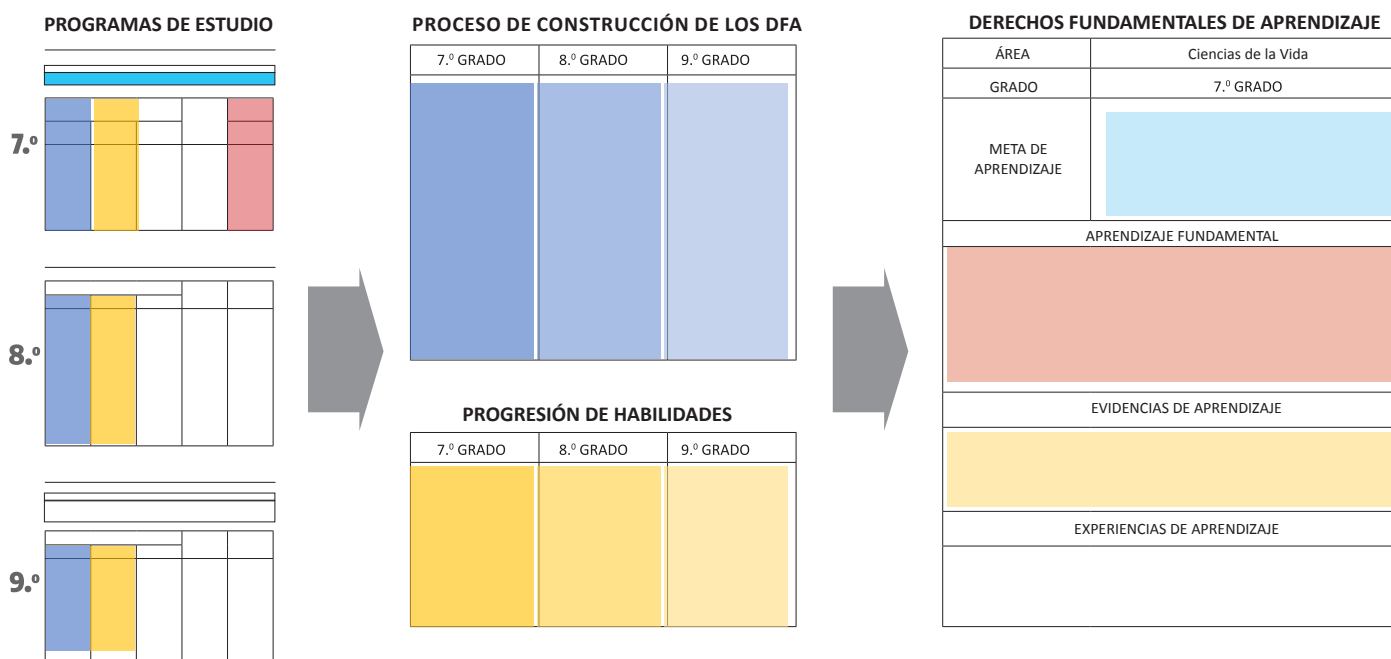 PROGRAMAS DE ESTUDIO
7.º
8.º
9.º
PROCESO DE CONSTRUCCIÓN DE LOS DFA
7.º GRADO 8.º GRADO 9.º GRADO
PROGRESIÓN DE HABILIDADES
7.º GRADO 8.º GRADO 9.º GRADO
DERECHOS FUNDAMENTALES DE APRENDIZAJE
ÁREA Ciencias de la Vida
GRADO 7.º GRADO
META DE
APRENDIZAJE
APRENDIZAJE FUNDAMENTAL
EVIDENCIAS DE APRENDIZAJE
EXPERIENCIAS DE APRENDIZAJE